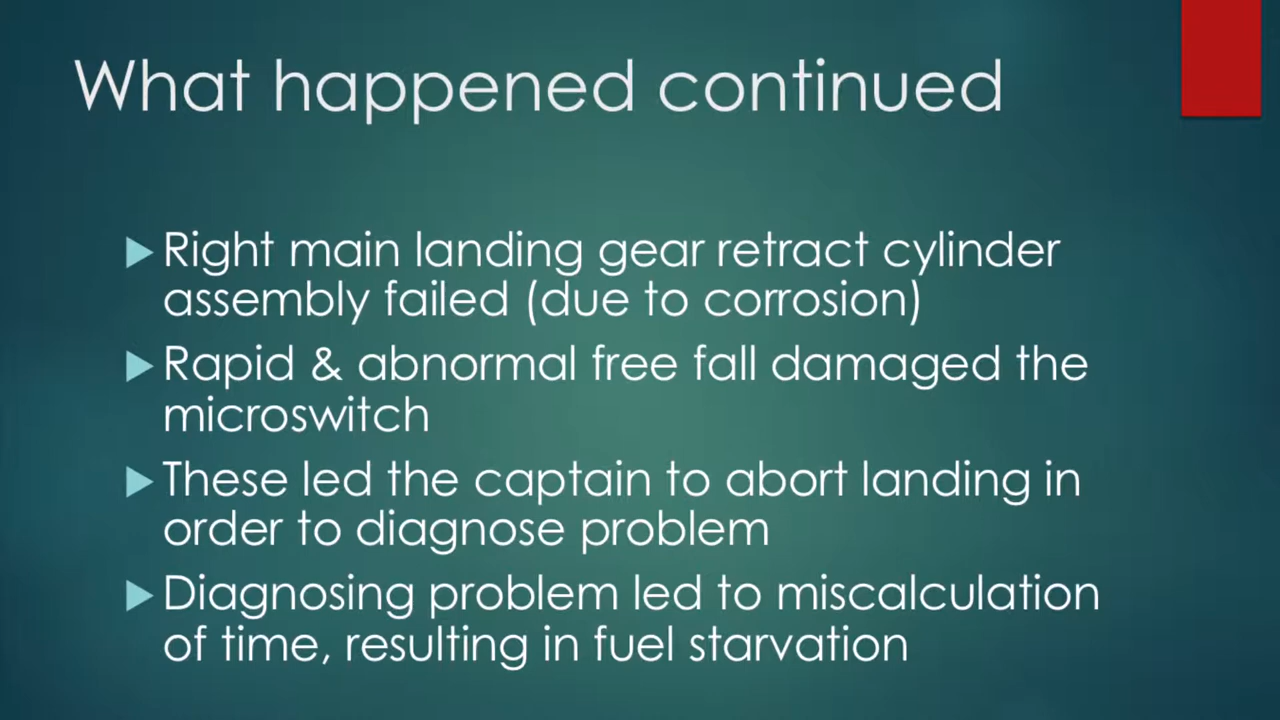 What happened continued
Right main landing gear retract cylinder
assembly failed (due to corrosion)
Rapid & abnormal free fall damaged the
microswitch
These led the captain to abort landing in
order to diagnose problem
Diagnosing problem led to miscalculation
of time, resulting in fuel starvation